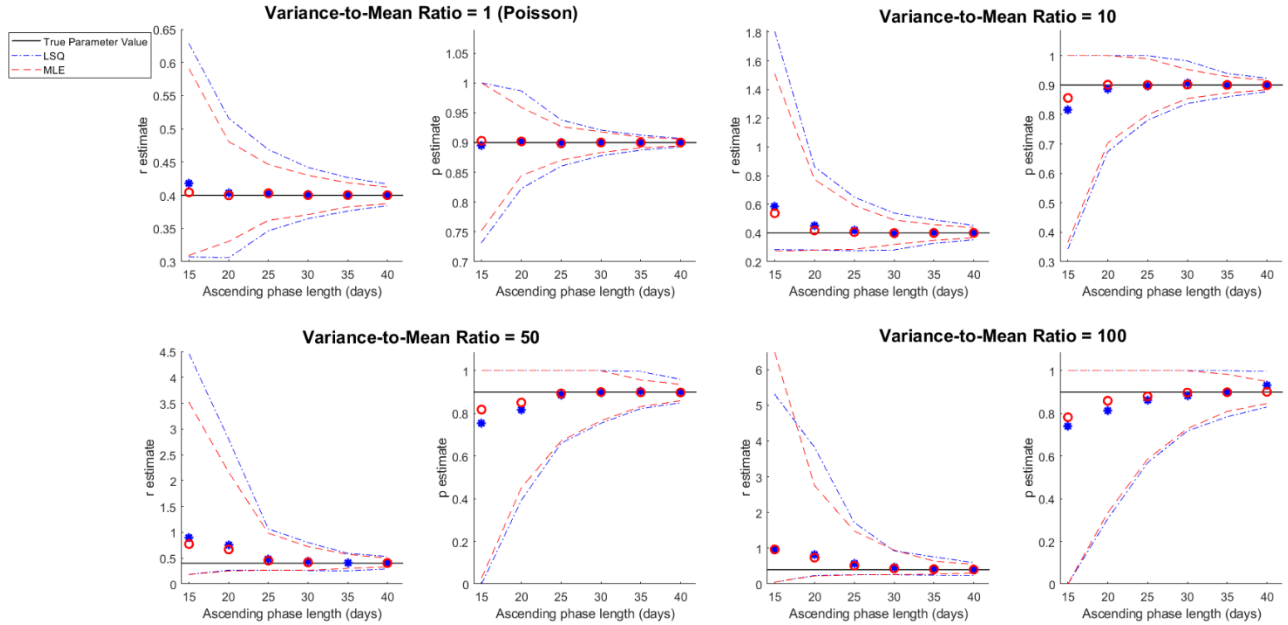 Variance-to-Mean Ratio = 1 (Poisson)
True Parameter Value
LSQ
MLE
0.65
0.6
0.55
0.5
0.45
0.4
0.35
0.3
r estimate
15 20 25 30 35 40
Ascending phase length (days)
1.05
1
0.95
0.9
0.85
0.8
0.75
0.7
p estimate
15 20 25 30 35 40
Ascending phase length (days)
Variance-to-Mean Ratio = 10
1.8
1.6
1.4
1.2
1
0.8
0.6
0.4
0.2
r estimate
15 20 25 30 35 40
Ascending phase length (days)
1.1
1
0.9
0.8
0.7
0.6
0.5
0.4
0.3
p estimate
15 20 25 30 35 40
Ascending phase length (days)
Variance-to-Mean Ratio = 50
4.5
4
3.5
3
2.5
2
1.5
1
0.5
0
r estimate
15 20 25 30 35 40
Ascending phase length (days)
1
0.8
0.6
0.4
0.2
0
p estimate
15 20 25 30 35 40
Ascending phase length (days)
Variance-to-Mean Ratio = 100
6
5
4
3
2
1
0
r estimate
15 20 25 30 35 40
Ascending phase length (days)
1
0.8
0.6
0.4
0.2
0
p estimate
15 20 25 30 35 40
Ascending phase length (days)